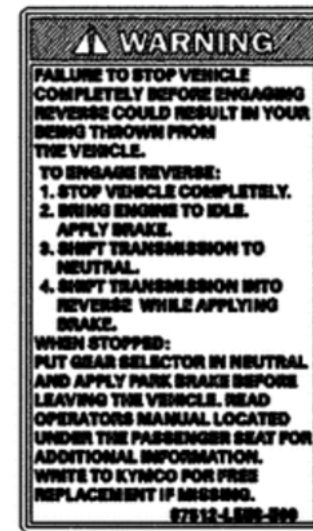 WARNING
FAILURE TO STOP VEHICLE
COMPLETELY BEFORE ENGAGING
REVERSE COULD RESULT IN YOUR
BEING THROWN FROM
THE VEHICLE.
TO ENGAGE REVERSE:
1. STOP VEHICLE COMPLETELY.
2. BRING ENGINE TO IDLE.
APPLY BRAKE.
3. SHIFT TRANSMISSION TO
NEUTRAL.
4. SHIFT TRANSMISSION INTO
REVERSE WHILE APPLYING
BRAKE.
WHEN STOPPED:
PUT GEAR SELECTOR IN NEUTRAL
AND APPLY PARK BRAKE BEFORE
LEAVING THE VEHICLE. READ
OPERATORS MANUAL LOCATED
UNDER THE PASSENGER SEAT FOR
ADDITIONAL INFORMATION.
WRITE TO KYMCO FOR FREE
REPLACEMENT IF MISSING.